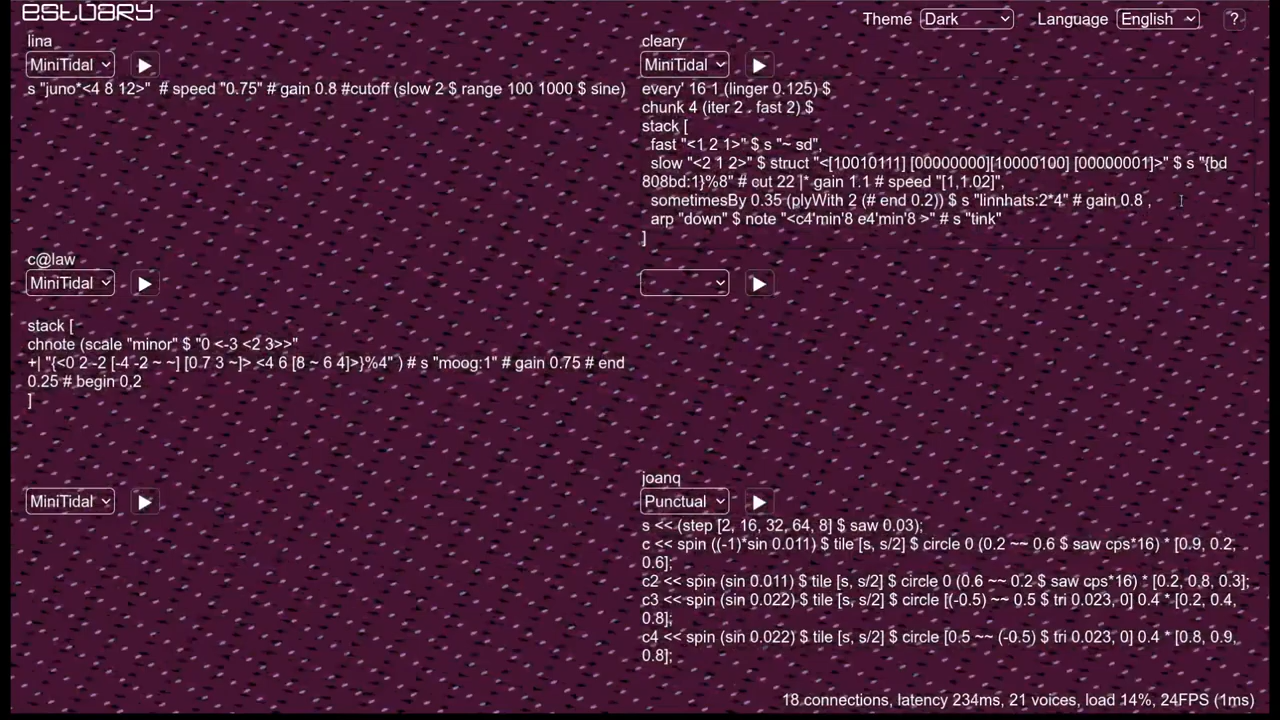 estuary
Theme Dark Language English ?
lina
MiniTidal
s "juno*<4 8 12>"  # speed "0.75" # gain 0.8 #cutoff (slow 2 $ range 100 1000 $ sine)
cleary
MiniTidal
every' 16 1 (linger 0.125) $
chunk 4 (iter 2 . fast 2) $
stack [
fast "<1 2 1>" $ s "~ sd",
slow "<2 1 2>" $ struct "<[10010111] [00000000][10000100] [00000001]>" $ s "{bd
808bd:1}%8" # cut 22 |* gain 1.1 # speed "[1,1.02]",
sometimesBy 0.35 (plyWith 2 (# end 0.2)) $ s "linnhats:2*4" # gain 0.8 ,
arp "down" $ note "<c4'min'8 e4'min'8 >" # s "tink"
]
c@law
MiniTidal
stack [
chnote (scale "minor" $ "0 <-3 <2 3>>"
+| "{<0 2 -2 [-4 -2 ~ ~] [0 7 3 ~]> <4 6 [8 ~ 6 4]>}%4" ) # s "moog:1" # gain 0.75 # end
0.25 # begin 0.2
]
MiniTidal
joanq
Punctual
s << (step [2, 16, 32, 64, 8] $ saw 0.03);
c << spin ((-1)*sin 0.011) $ tile [s, s/2] $ circle 0 (0.2 ~~ 0.6 $ saw cps*16) * [0.9, 0.2,
0.6];
c2 << spin (sin 0.011) $ tile [s, s/2] $ circle 0 (0.6 ~~ 0.2 $ saw cps*16) * [0.2, 0.8, 0.3];
c3 << spin (sin 0.022) $ tile [s, s/2] $ circle [(-0.5) ~~ 0.5 $ tri 0.023, 0] 0.4 * [0.2, 0.4,
0.8];
c4 << spin (sin 0.022) $ tile [s, s/2] $ circle [0.5 ~~ (-0.5) $ tri 0.023, 0] 0.4 * [0.8, 0.9,
0.8];
18 connections, latency 234ms, 21 voices, load 14%, 24FPS (1ms)